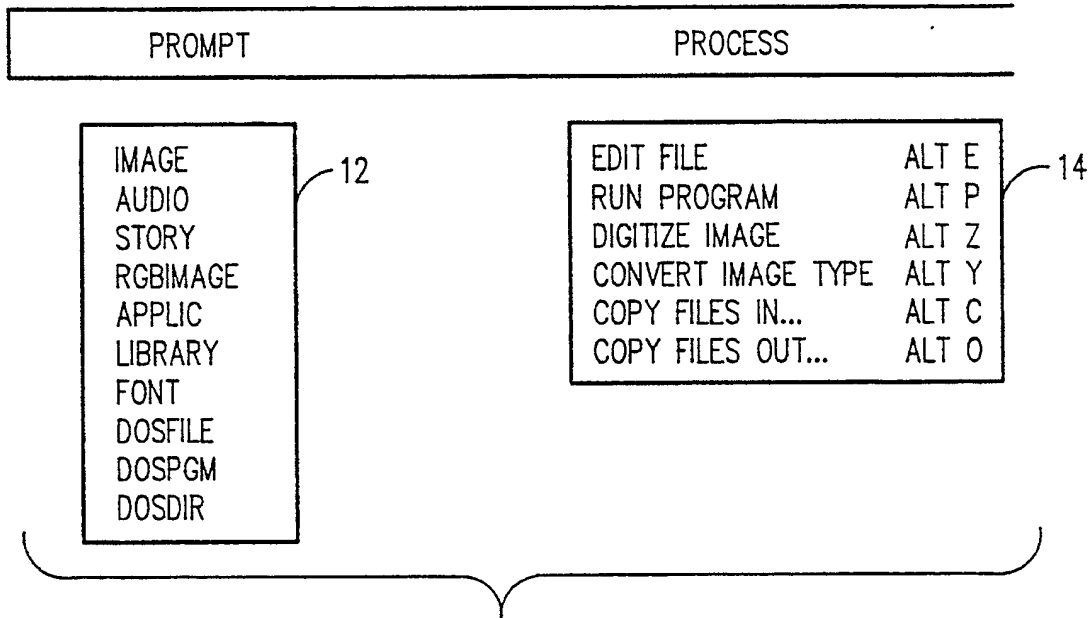 PROMPT PROCESS
IMAGE
AUDIO
STORY
RGBIMAGE
APPLIC
LIBRARY
FONT
DOSFILE
DOSPGM
DOSDIR
12
EDIT FILE ALT E
RUN PROGRAM ALT P
DIGITIZE IMAGE ALT Z
CONVERT IMAGE TYPE ALT Y
COPY FILES IN... ALT C
COPY FILES OUT... ALT O
14